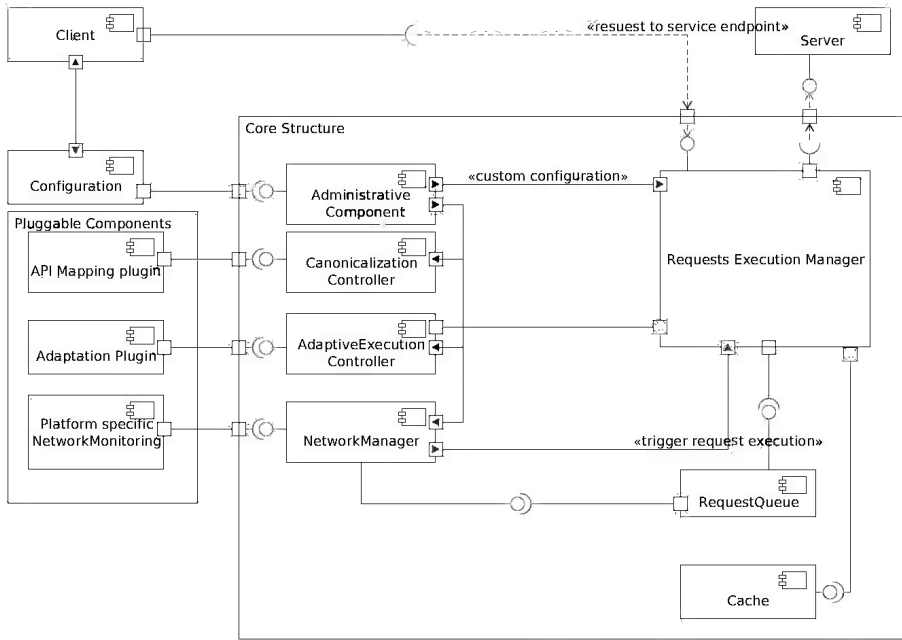 «resuest to service endpoint»
Client
Server
Core Structure
Configuration
«custom configuration»
Administrative
Component
Pluggable Components
API Mapping plugin
Canonicalization
Controller
Requests Execution Manager
Adaptation Plugin
AdaptiveExecution
Controller
Platform specific
NetworkMonitoring
NetworkManager
«trigger request execution»
RequestQueue
Cache